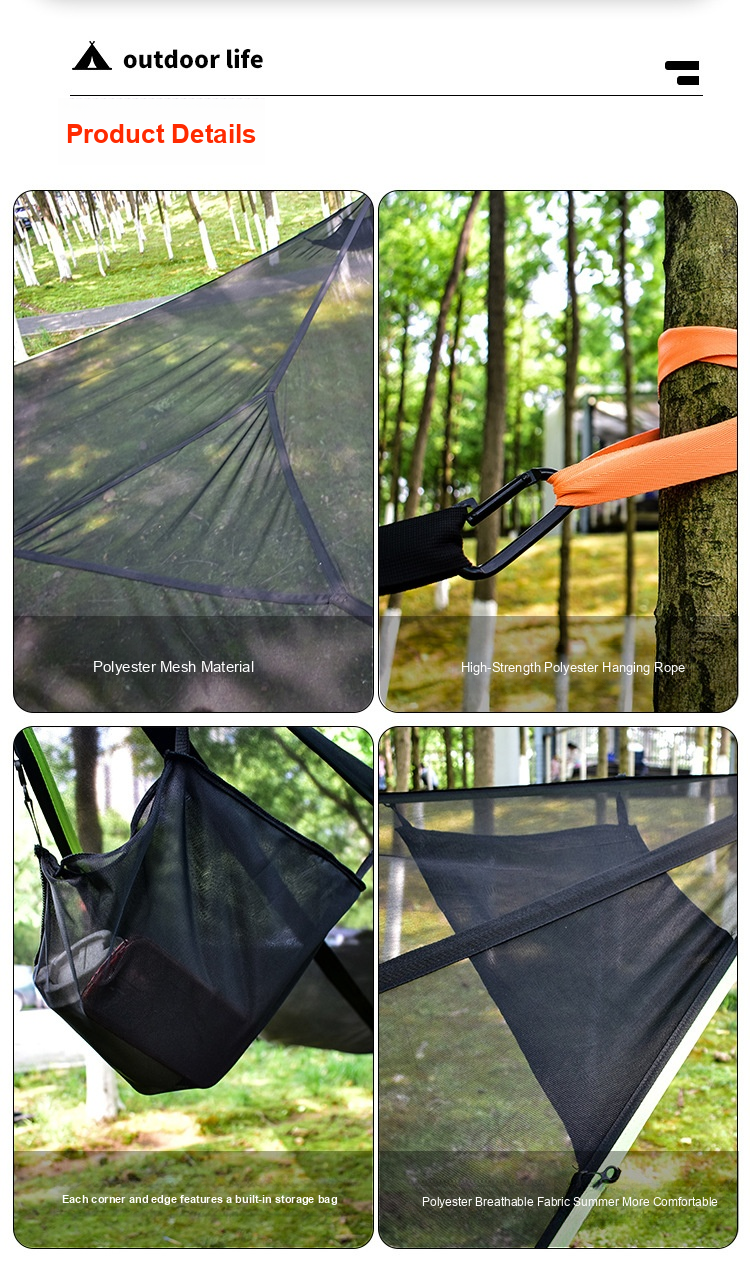 outdoor life
Product Details
Polyester Mesh Material
High-Strength Polyester Hanging Rope
Each corner and edge features a built-in storage bag
Polyester Breathable Fabric Summer More Comfortable